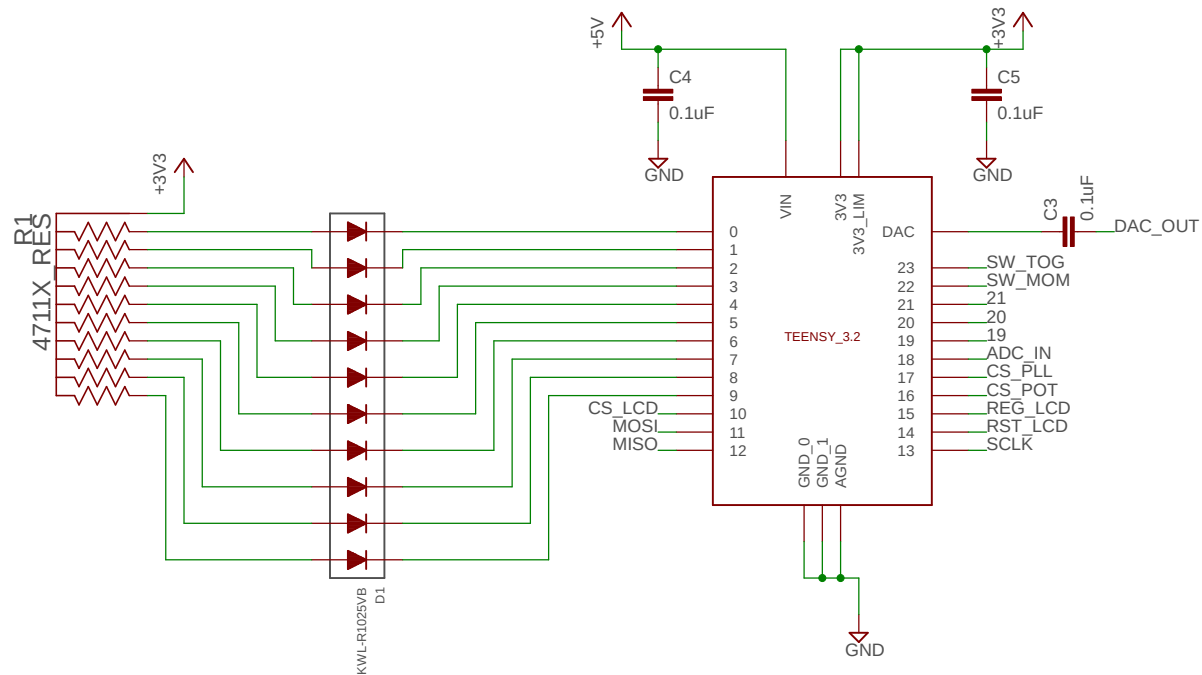 +5V
C4
0.1uF
GND
+3V3
C5
0.1uF
GND
+3V3
R1
4711X_RES
KWL-R1025VB
D1
VIN
3V3
3V3_LIM
TEENSY_3.2
0
1
2
3
4
5
6
7
8
9
CS_LCD 10
MOSI 11
MISO 12
GND_0
GND_1
AGND
GND
DAC
C3
0.1uF
DAC_OUT
23 SW_TOG
22 SW_MOM
21 21
20 20
19 19
18 ADC_IN
17 CS_PLL
16 CS_POT
15 REG_LCD
14 RST_LCD
13 SCLK